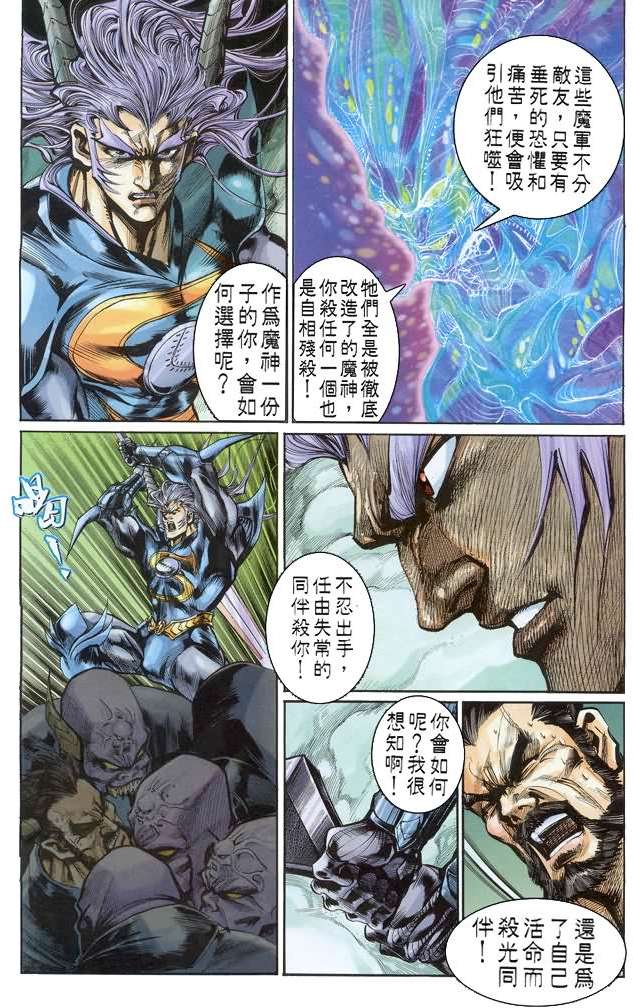 這些魔軍不分
敵友，只要有
垂死的恐懼和
痛苦，便會吸
引他們狂噬！
牠們全是被徹底
改造了的魔神，
你殺任何一個也
是自相殘殺！
作爲魔神一份
子的你，會如
何選擇呢？
不忍出手，
任由失常的
同伴殺你！
喝！
還是爲
了自己
活命而
殺光同
伴！
你會如何
呢？我很
想知啊！